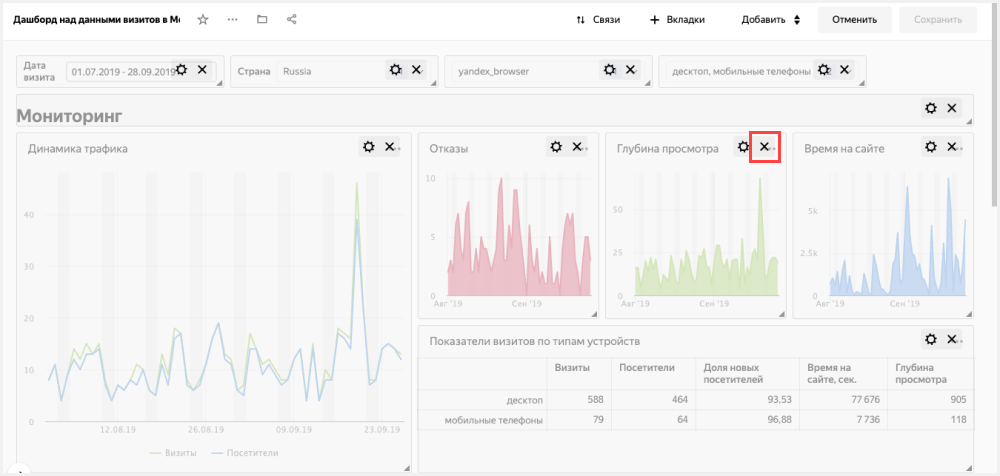 Дашборд над данными визитов в Ме
Связи
Вкладки
Добавить
Отменить
Сохранить
Дата визита
01.07.2019 - 28.09.2019
Страна
Russia
yandex_browser
десктоп, мобильные телефоны
Мониторинг
Динамика трафика
40
30
20
10
0
12.08.19
26.08.19
09.09.19
23.09.19
Визиты
Посетители
Отказы
10
5
0
Авг '19
Сен '19
Глубина просмотра
50
25
0
Авг '19
Сен '19
Время на сайте
5k
2.5k
0
Авг '19
Сен '19
Показатели визитов по типам устройств
Визиты Посетители Доля новых посетителей Время на сайте, сек. Глубина просмотра
десктоп 588 464 93,53 77 676 905
мобильные телефоны 79 64 96,88 7 736 118